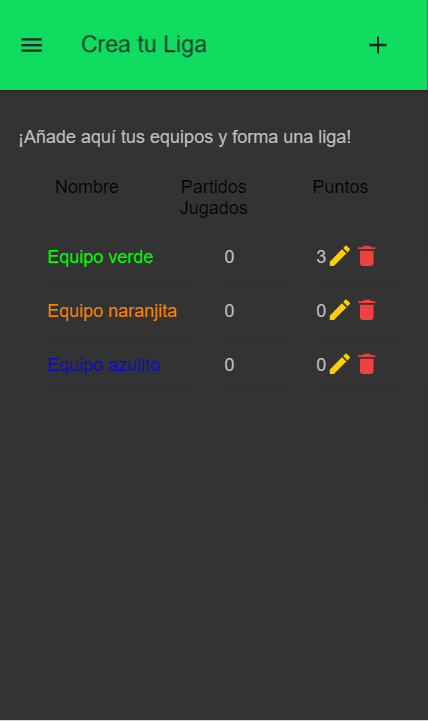 Crea tu Liga
¡Añade aquí tus equipos y forma una liga!
Nombre Partidos Jugados Puntos
Equipo verde 0 3
Equipo naranjita 0 0
Equipo azulito 0 0